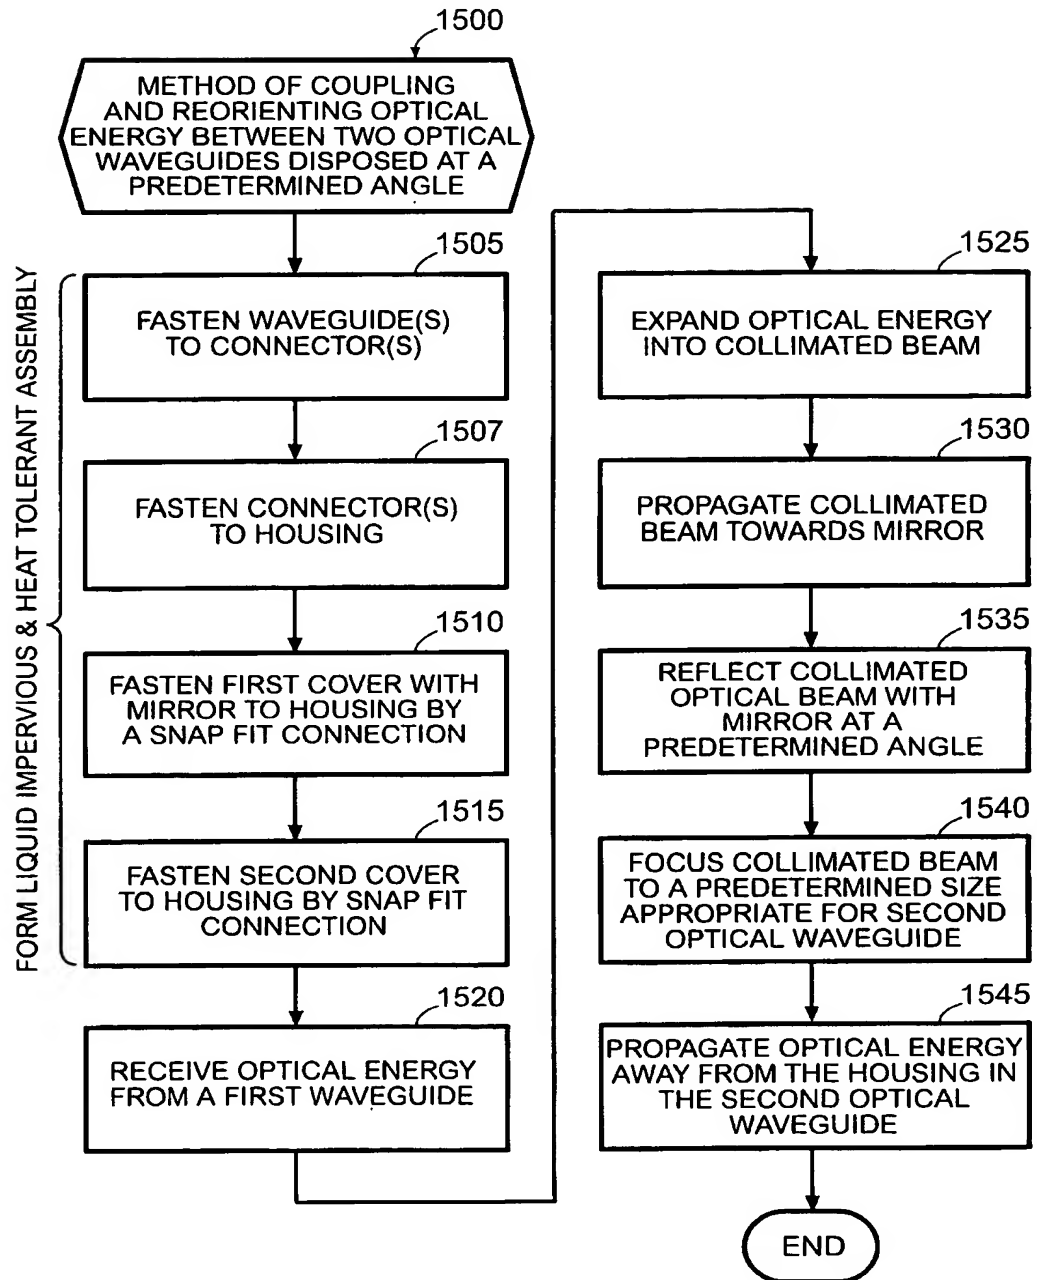 1500
METHOD OF COUPLING
AND REORIENTING OPTICAL
ENERGY BETWEEN TWO OPTICAL
WAVEGUIDES DISPOSED AT A
PREDETERMINED ANGLE
FORM LIQUID IMPERVIOUS & HEAT TOLERANT ASSEMBLY
1505
FASTEN WAVEGUIDE(S)
TO CONNECTOR(S)
1507
FASTEN CONNECTOR(S)
TO HOUSING
1510
FASTEN FIRST COVER WITH
MIRROR TO HOUSING BY
A SNAP FIT CONNECTION
1515
FASTEN SECOND COVER
TO HOUSING BY SNAP FIT
CONNECTION
1520
RECEIVE OPTICAL ENERGY
FROM A FIRST WAVEGUIDE
1525
EXPAND OPTICAL ENERGY
INTO COLLIMATED BEAM
1530
PROPAGATE COLLIMATED
BEAM TOWARDS MIRROR
1535
REFLECT COLLIMATED
OPTICAL BEAM WITH
MIRROR AT A
PREDETERMINED ANGLE
1540
FOCUS COLLIMATED BEAM
TO A PREDETERMINED SIZE
APPROPRIATE FOR SECOND
OPTICAL WAVEGUIDE
1545
PROPAGATE OPTICAL ENERGY
AWAY FROM THE HOUSING IN
THE SECOND OPTICAL
WAVEGUIDE
END